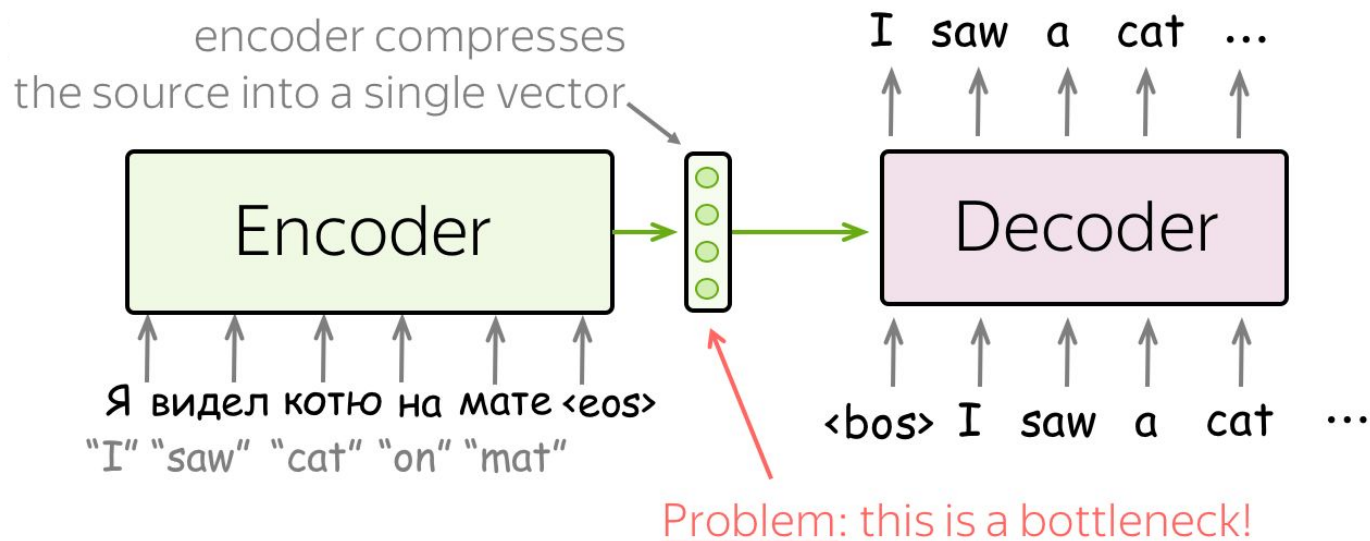 encoder compresses
the source into a single vector
I saw a cat ...
Encoder
Decoder
Я видел котю на мате <eos>
"I" "saw" "cat" "on" "mat"
<bos> I saw a cat ...
Problem: this is a bottleneck!